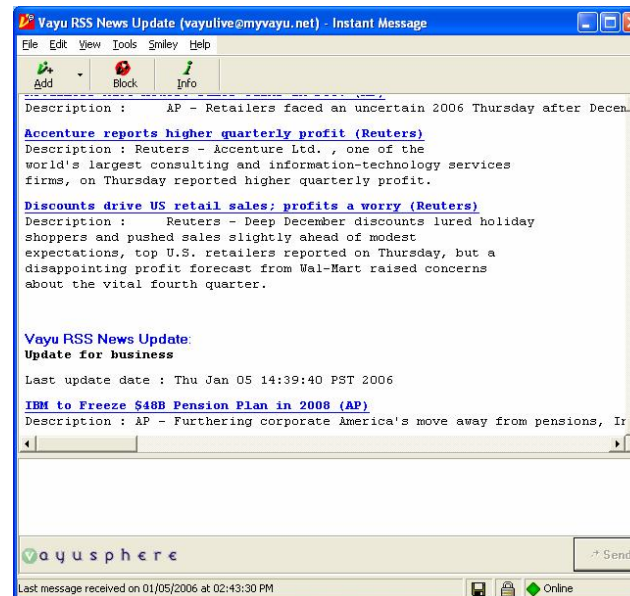 Vayu RSS News Update (vayulive@myvayu.net) - Instant Message
File Edit View Tools Smiley Help
Add Block Info
Description : AP - Retailers faced an uncertain 2006 Thursday after Decem
Accenture reports higher quarterly profit (Reuters)
Description : Reuters - Accenture Ltd. , one of the
world's largest consulting and information-technology services
firms, on Thursday reported higher quarterly profit.
Discounts drive US retail sales; profits a worry (Reuters)
Description : Reuters - Deep December discounts lured holiday
shoppers and pushed sales slightly ahead of modest
expectations, top U.S. retailers reported on Thursday, but a
disappointing profit forecast from Wal-Mart raised concerns
about the vital fourth quarter.
Vayu RSS News Update:
Update for business
Last update date : Thu Jan 05 14:39:40 PST 2006
IBM to Freeze $48B Pension Plan in 2008 (AP)
Description : AP - Furthering corporate America's move away from pensions, Ir
vayusphere
Send
Last message received on 01/05/2006 at 02:43:30 PM Online